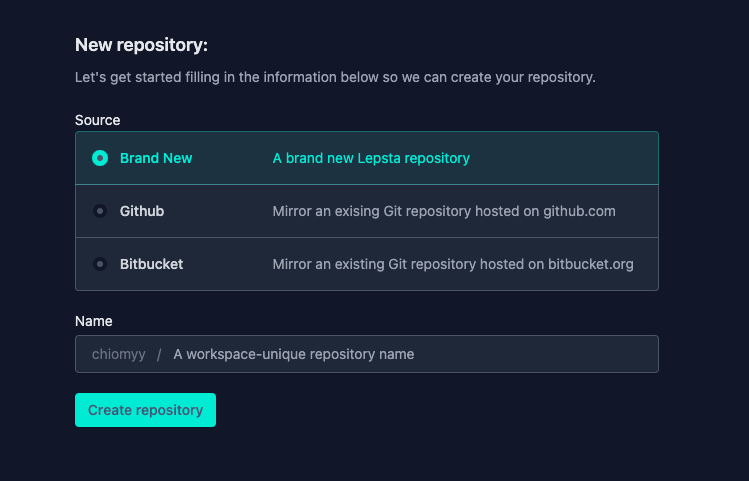 New repository:
Let's get started filling in the information below so we can create your repository.
Source
Brand New A brand new Lepsta repository
Github Mirror an exising Git repository hosted on github.com
Bitbucket Mirror an existing Git repository hosted on bitbucket.org
Name
chiomyy / A workspace-unique repository name
Create repository